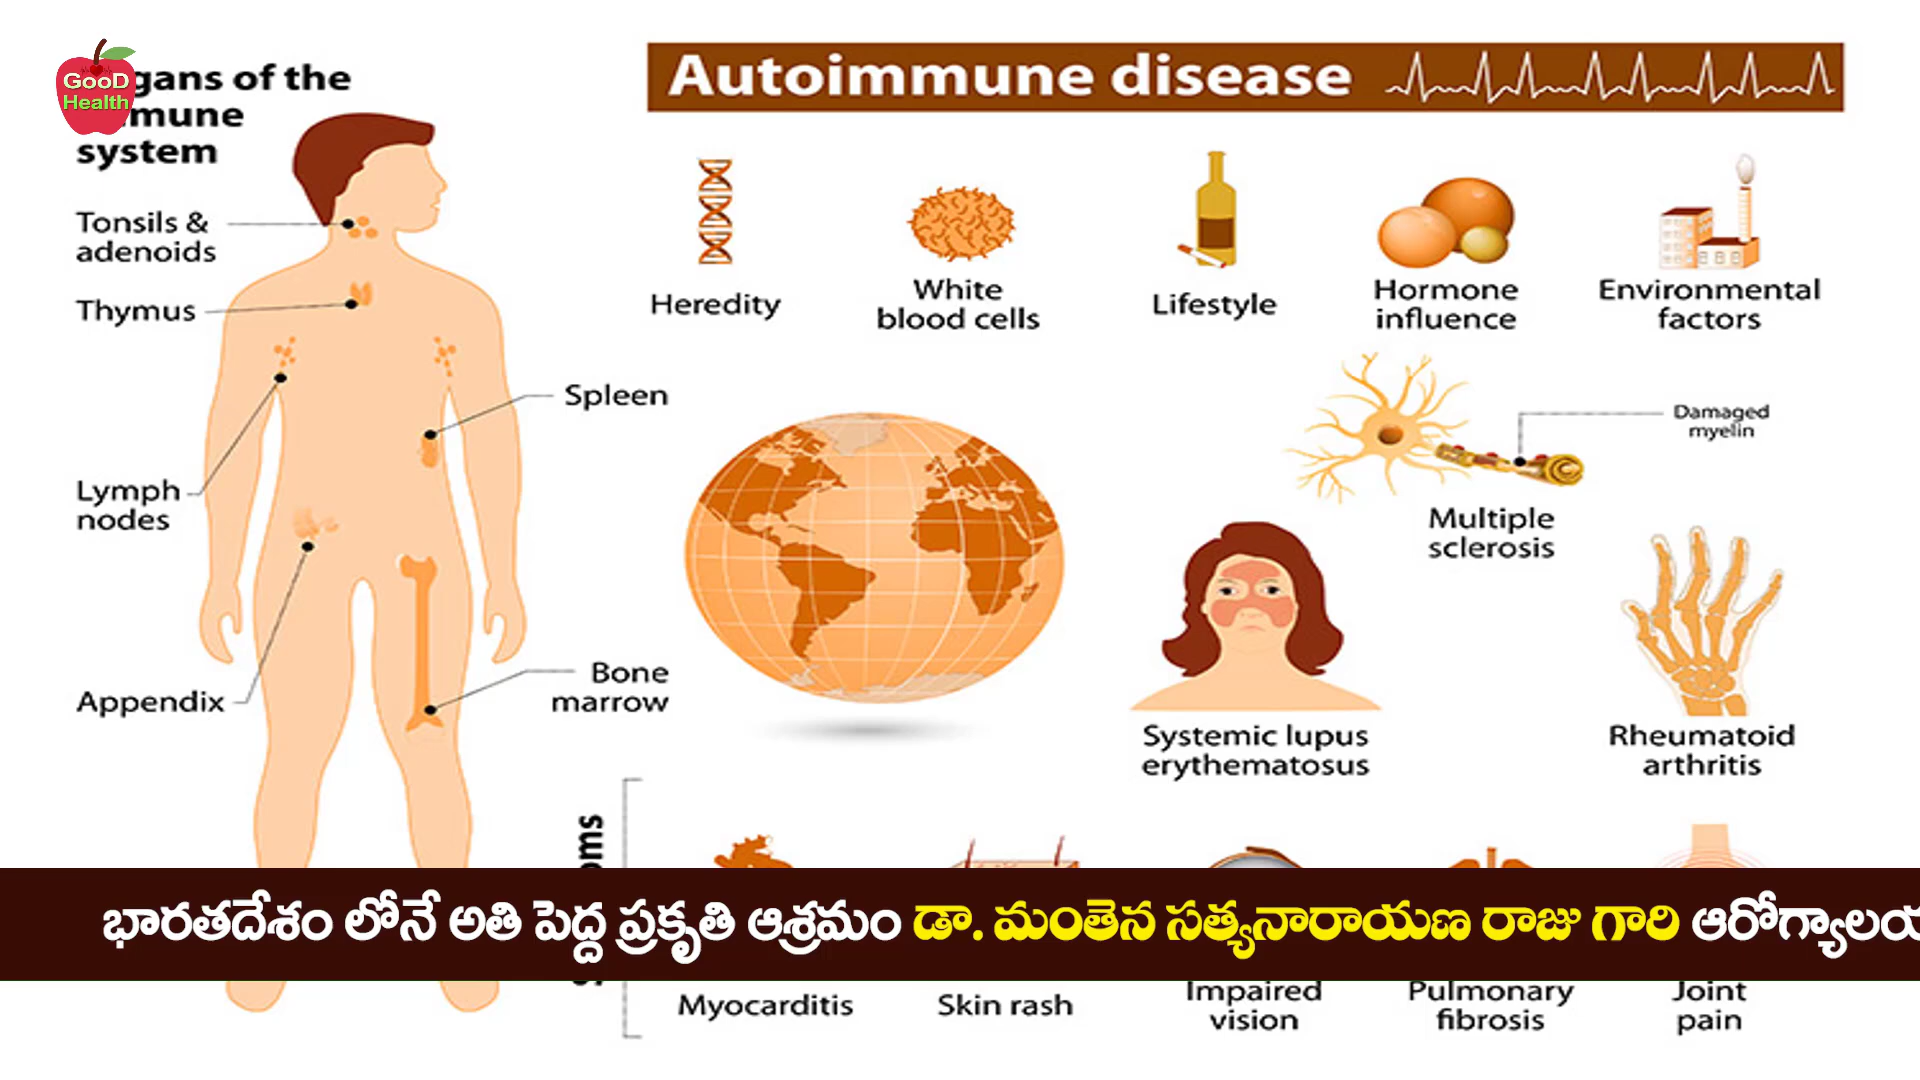 GooD
Health
gans of the
mune
system
Tonsils &
adenoids
Thymus
Lymph
nodes
Appendix
Spleen
Bone
marrow
Autoimmune disease
Heredity
White
blood cells
Lifestyle
Hormone
influence
Environmental
factors
Damaged
myelin
Multiple
sclerosis
Systemic lupus
erythematosus
Rheumatoid
arthritis
భారతదేశం లోనే అతి పెద్ద ప్రకృతి ఆశ్రమం డా. మంతెన సత్యనారాయణ రాజు గారి ఆరోగ్యాలయ
Myocarditis
Skin rash
Impaired
vision
Pulmonary
fibrosis
Joint
pain